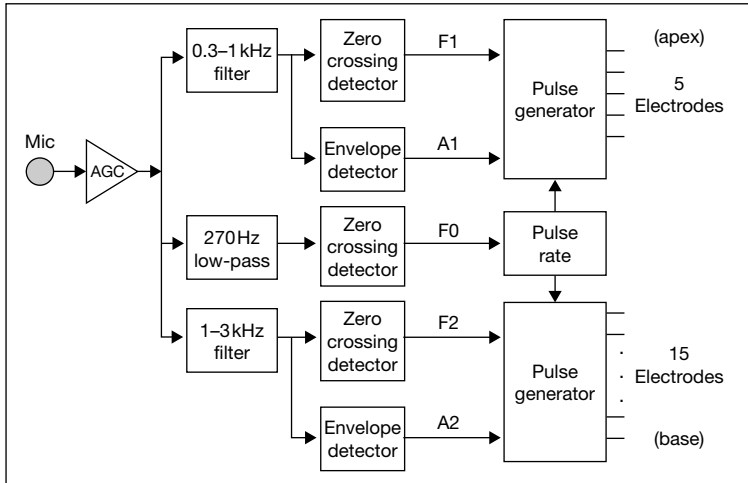 Mic
AGC
0.3–1 kHz
filter
Zero
crossing
detector
F1
Envelope
detector
A1
Pulse
generator
(apex)
5
Electrodes
270 Hz
low-pass
Zero
crossing
detector
F0
Pulse
rate
1–3 kHz
filter
Zero
crossing
detector
F2
Envelope
detector
A2
Pulse
generator
15
Electrodes
(base)